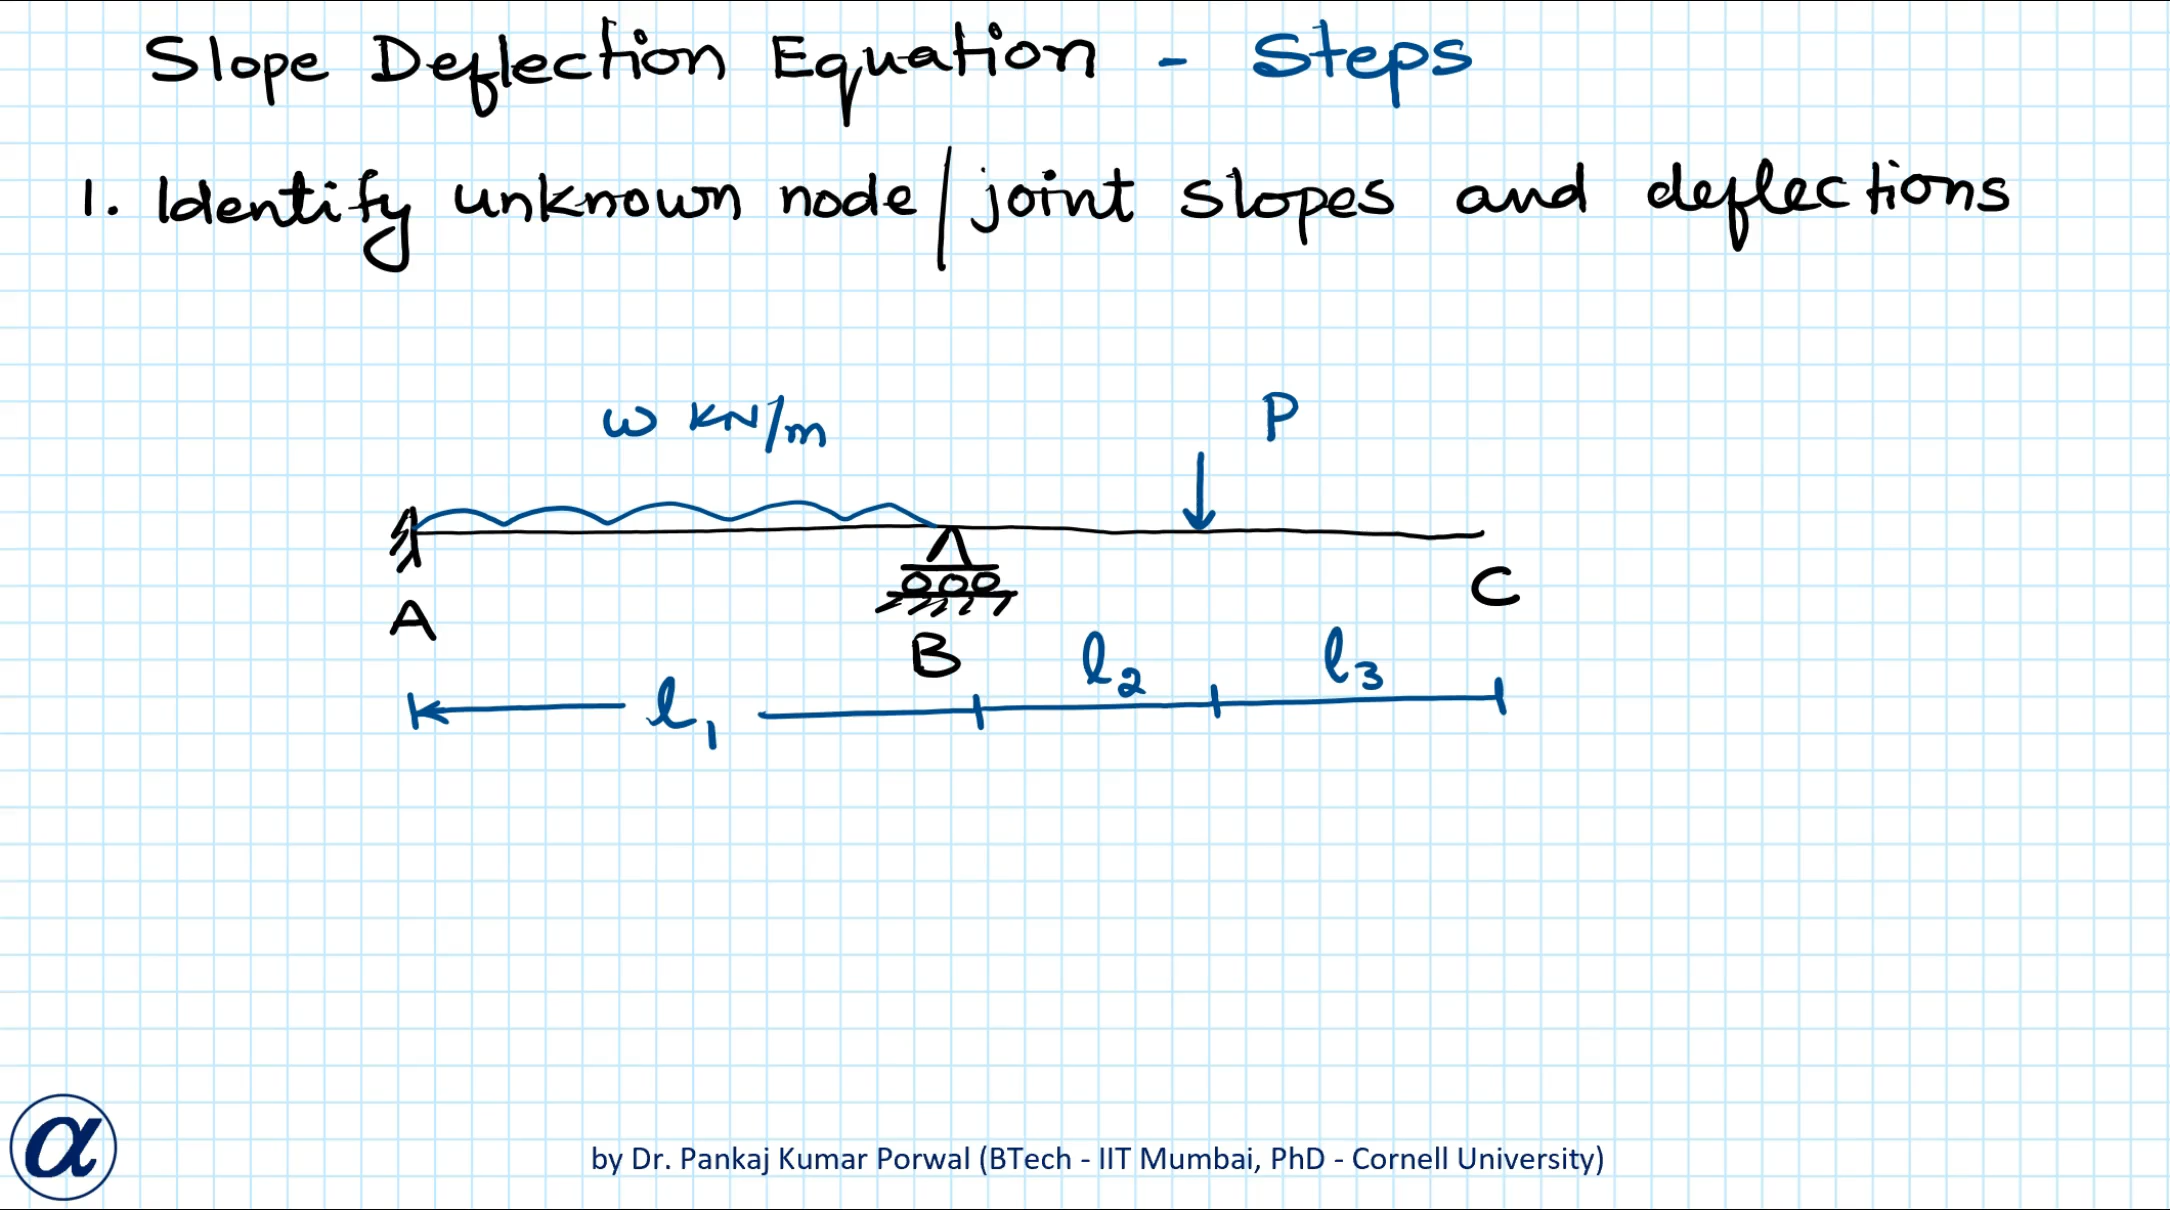 Slope Deflection Equation - Steps
1. Identify unknown node/joint slopes and deflections
w kN/m
P
A
B
C
l1
l2
l3
α
by Dr. Pankaj Kumar Porwal (BTech - IIT Mumbai, PhD - Cornell University)